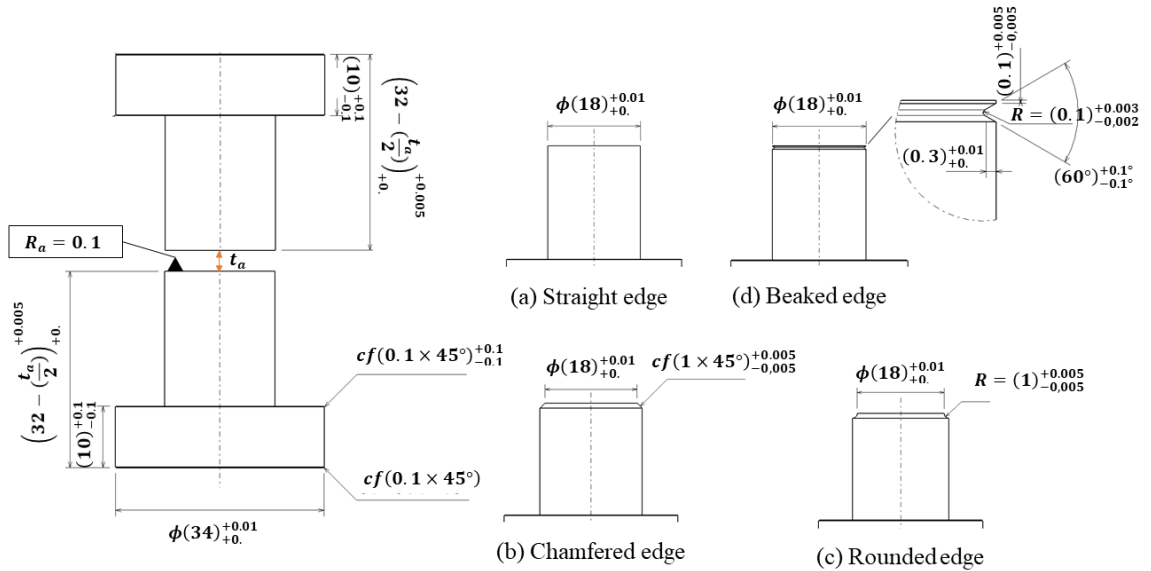 (10)^{+0.1}_{-0.1}
(32 − (t_a/2))^{+0.005}_{+0.}
R_a = 0.1
t_a
(32 − (t_a/2))^{+0.005}_{+0.}
(10)^{+0.1}_{-0.1}
cf(0.1 × 45°)^{+0.1}_{-0.1}
cf(0.1 × 45°)
ϕ(34)^{+0.01}_{+0.}
ϕ(18)^{+0.01}_{+0.}
(a) Straight edge
ϕ(18)^{+0.01}_{+0.}
(0.1)^{+0.005}_{-0,005}
R = (0.1)^{+0.003}_{-0,002}
(0.3)^{+0.01}_{+0.}
(60°)^{+0.1°}_{-0.1°}
(d) Beaked edge
ϕ(18)^{+0.01}_{+0.}
cf(1 × 45°)^{+0.005}_{-0,005}
(b) Chamfered edge
ϕ(18)^{+0.01}_{+0.}
R = (1)^{+0.005}_{-0,005}
(c) Rounded edge